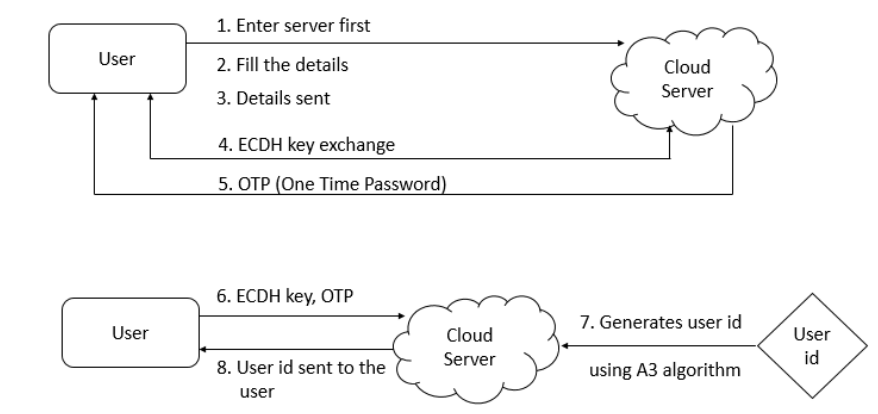 1. Enter server first
User
2. Fill the details
3. Details sent
Cloud
Server
4. ECDH key exchange
5. OTP (One Time Password)
6. ECDH key, OTP
User
Cloud
Server
7. Generates user id
using A3 algorithm
User
id
8. User id sent to the
user